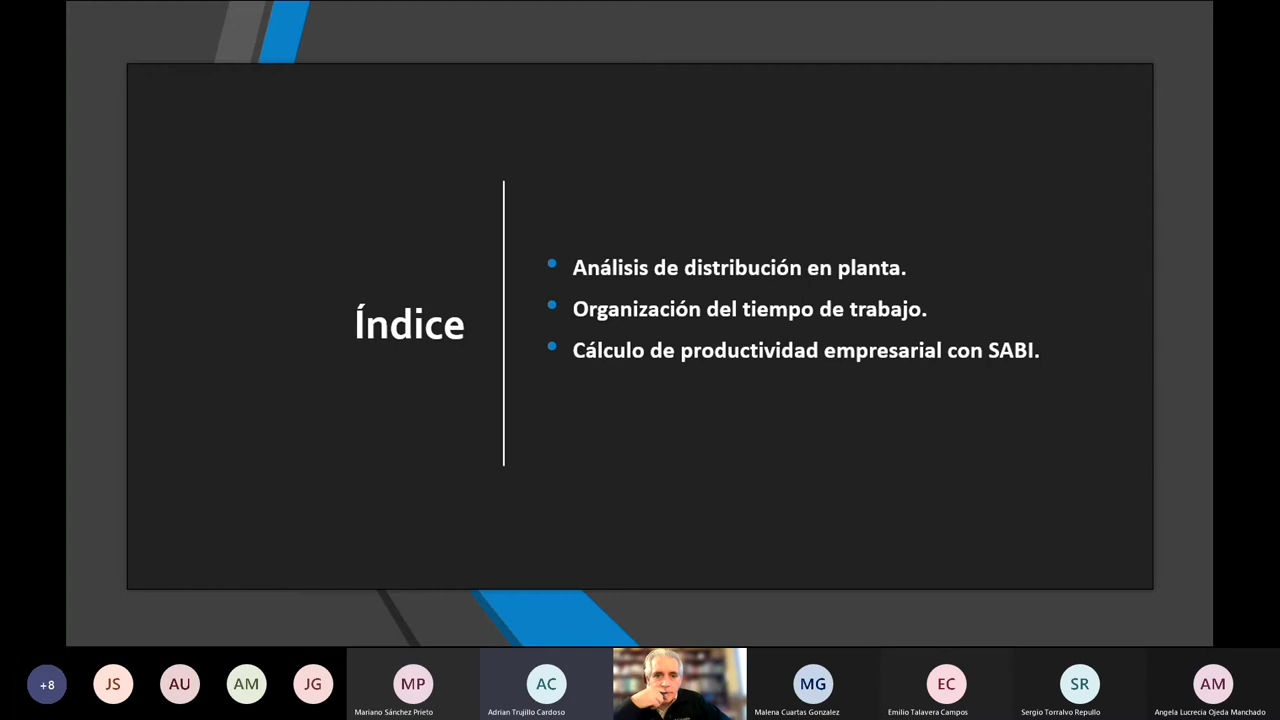 Índice
Análisis de distribución en planta.
Organización del tiempo de trabajo.
Cálculo de productividad empresarial con SABI.
+8
JS
AU
AM
JG
MP
Mariano Sánchez Prieto
AC
Adrian Trujillo Cardoso
MG
Malena Cuartas Gonzalez
EC
Emilio Talavera Campos
SR
Sergio Torralvo Repullo
AM
Angela Lucrecia Ojeda Manchado